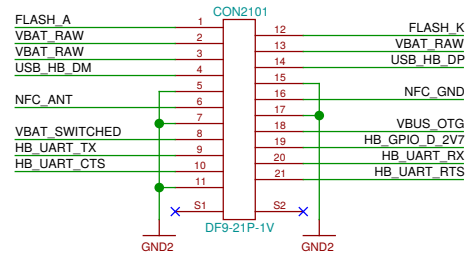 CON2101
FLASH_A 1
12 FLASH_K
VBAT_RAW 2
13 VBAT_RAW
VBAT_RAW 3
14 USB_HB_DP
USB_HB_DM 4
15
5
16 NFC_GND
NFC_ANT 6
17
7
18 VBUS_OTG
VBAT_SWITCHED 8
19 HB_GPIO_D_2V7
HB_UART_TX 9
20 HB_UART_RX
HB_UART_CTS 10
21 HB_UART_RTS
11
S1 S2
DF9-21P-1V
GND2 GND2